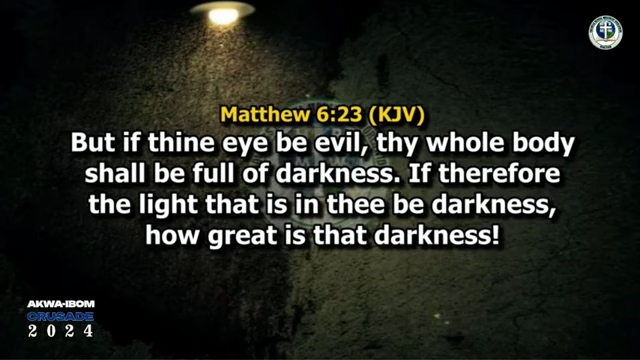 Matthew 6:23 (KJV)
But if thine eye be evil, thy whole body
shall be full of darkness. If therefore
the light that is in thee be darkness,
how great is that darkness!
AKWA-IBOM
CRUSADE
2024